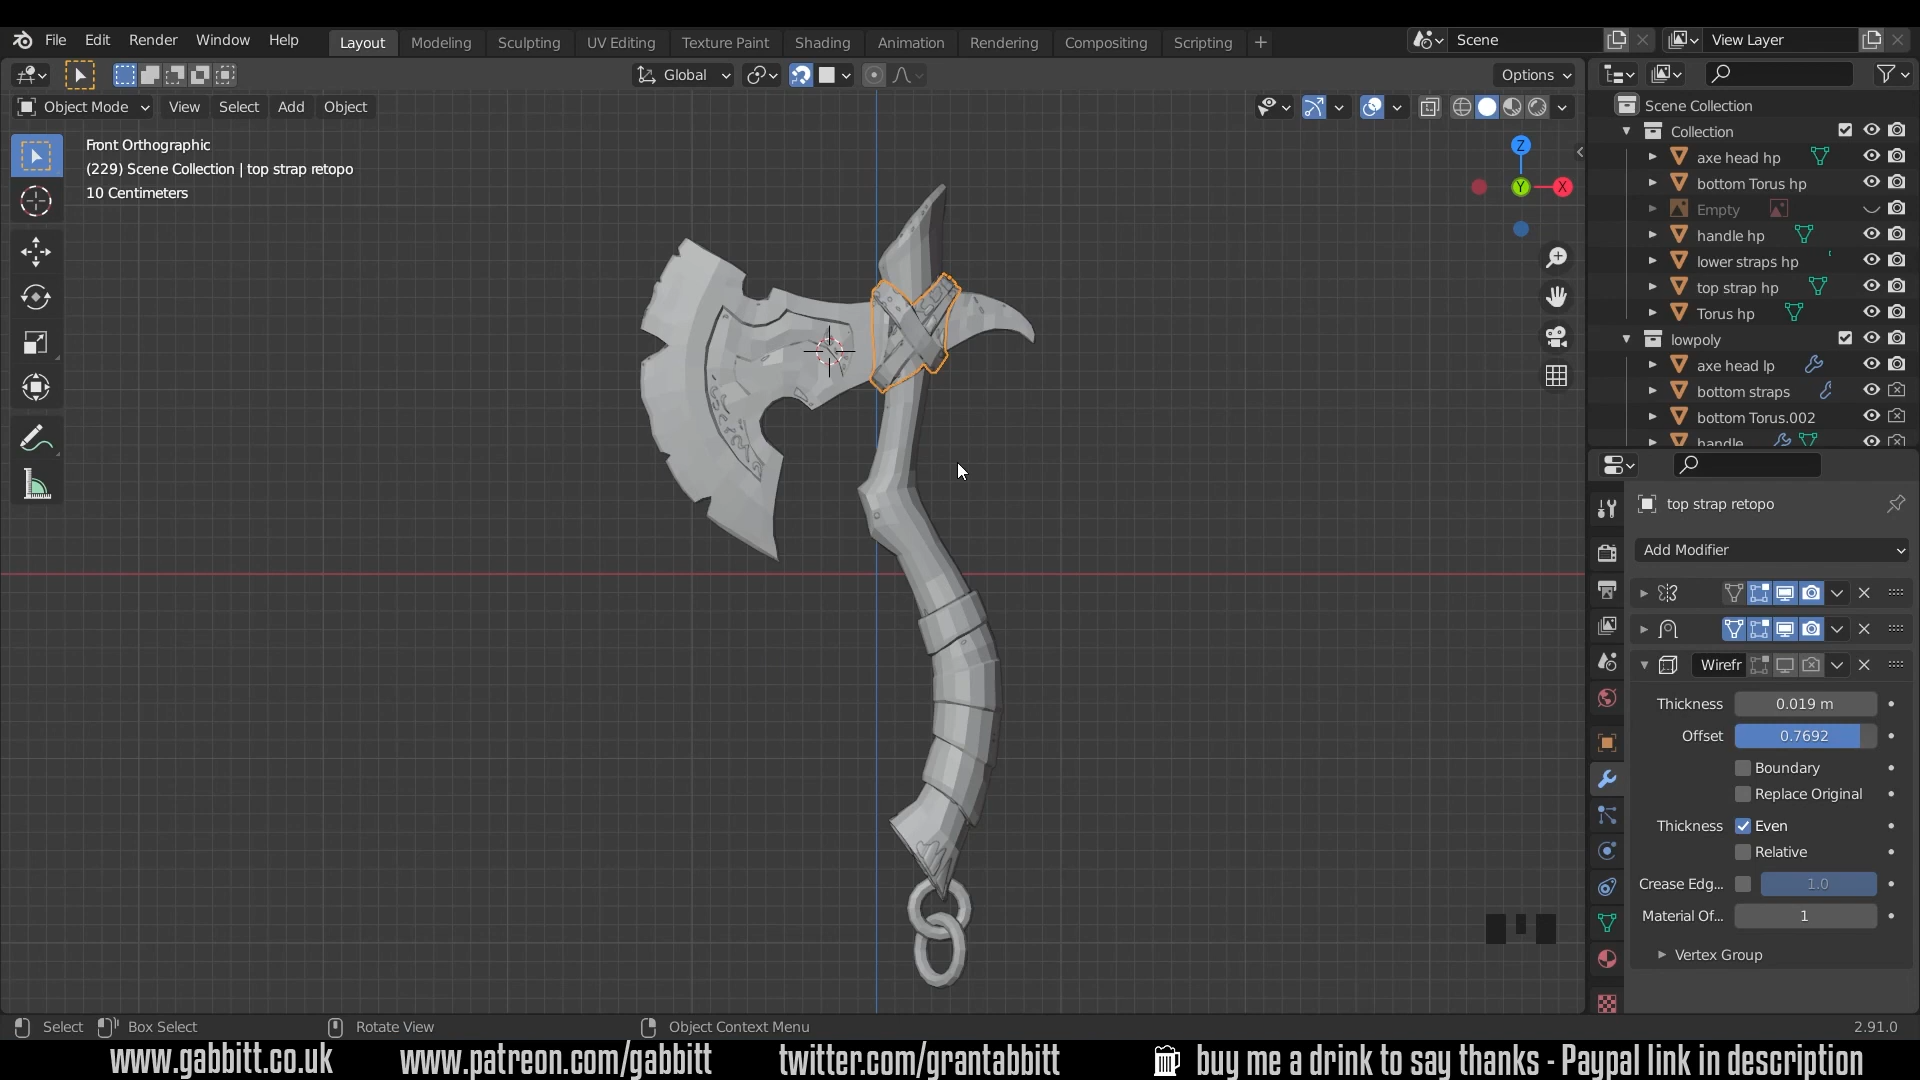 File Edit Render Window Help Layout Modeling Sculpting UV Editing Texture Paint Shading Animation Rendering Compositing Scripting Scene View Layer
Global Options
Object Mode View Select Add Object
Front Orthographic
(229) Scene Collection | top strap retopo
10 Centimeters
Z
Y
X
Scene Collection
Collection
axe head hp
bottom Torus hp
Empty
handle hp
lower straps hp
top strap hp
Torus hp
lowpoly
axe head lp
bottom straps
bottom Torus.002
handle
top strap retopo
Add Modifier
Wirefr
Thickness 0.019 m
Offset 0.7692
Boundary
Replace Original
Thickness Even
Relative
Crease Edg... 1.0
Material Of... 1
Vertex Group
Select Box Select Rotate View Object Context Menu 2.91.0
www.gabbitt.co.uk www.patreon.com/gabbitt twitter.com/grantabbitt buy me a drink to say thanks - Paypal link in description